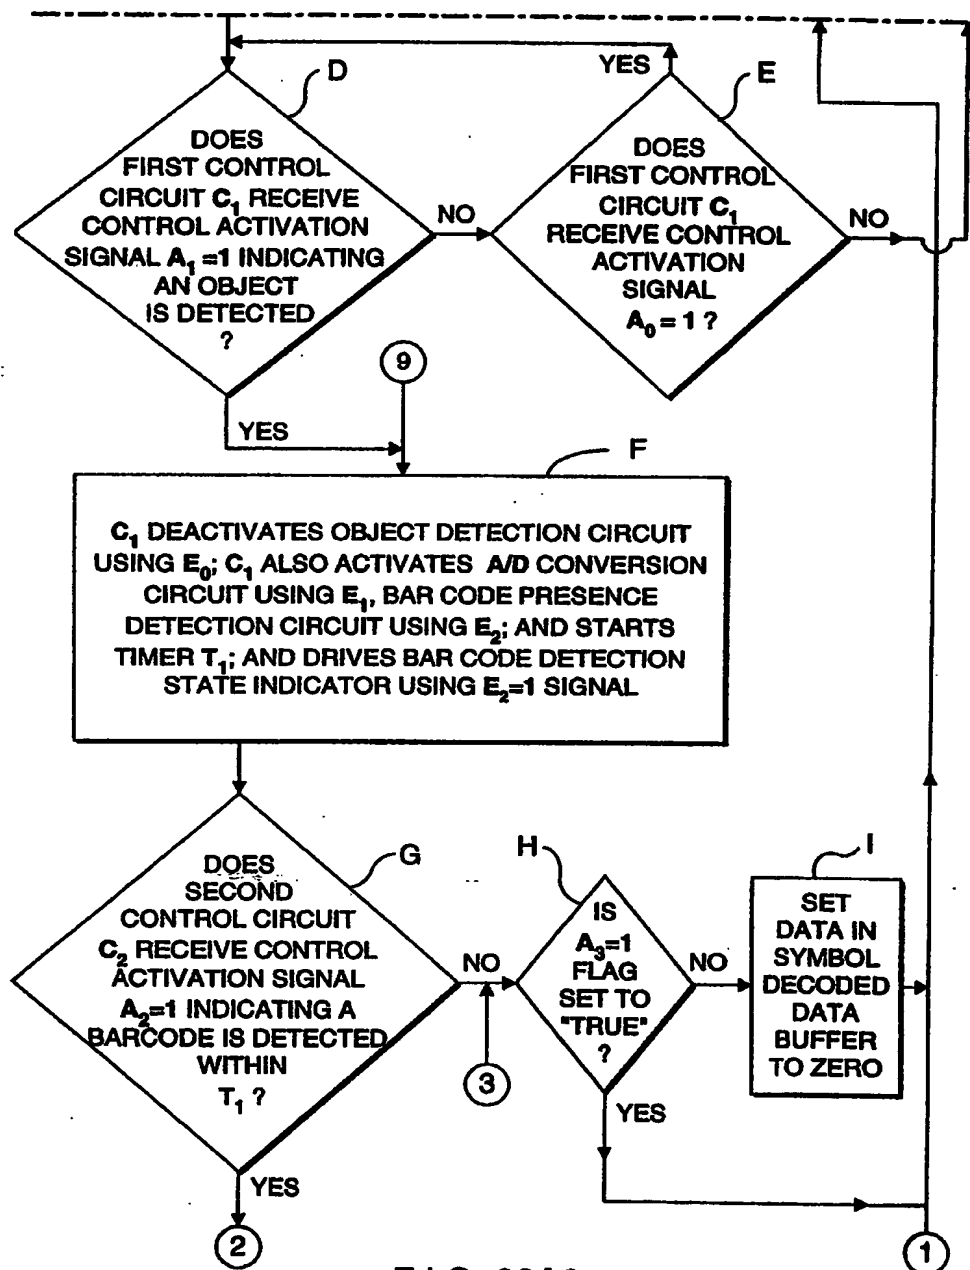 YES
D
E
DOES
FIRST CONTROL
CIRCUIT C₁ RECEIVE
CONTROL ACTIVATION
SIGNAL A₁ =1 INDICATING
AN OBJECT
IS DETECTED
?
NO
DOES
FIRST CONTROL
CIRCUIT C₁
RECEIVE CONTROL
ACTIVATION
SIGNAL
A₀ = 1 ?
NO
9
YES
F
C₁ DEACTIVATES OBJECT DETECTION CIRCUIT
USING E₀; C₁ ALSO ACTIVATES A/D CONVERSION
CIRCUIT USING E₁, BAR CODE PRESENCE
DETECTION CIRCUIT USING E₂; AND STARTS
TIMER T₁; AND DRIVES BAR CODE DETECTION
STATE INDICATOR USING E₂=1 SIGNAL
G
DOES
SECOND
CONTROL CIRCUIT
C₂ RECEIVE CONTROL
ACTIVATION SIGNAL
A₂=1 INDICATING A
BARCODE IS DETECTED
WITHIN
T₁ ?
NO
3
H
IS
A₃=1
FLAG
SET TO
"TRUE"
?
NO
I
SET
DATA IN
SYMBOL
DECODED
DATA
BUFFER
TO ZERO
YES
YES
2
1